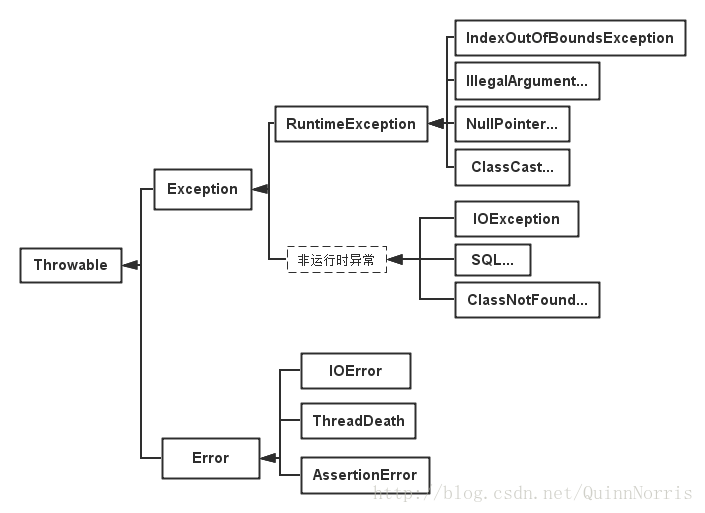 IndexOutOfBoundsException
IllegalArgument...
RuntimeException
NullPointer...
ClassCast...
Exception
IOException
Throwable
非运行时异常
SQL...
ClassNotFound...
IOError
ThreadDeath
Error
AssertionError
http://blog.csdn.net/QuinnNorris